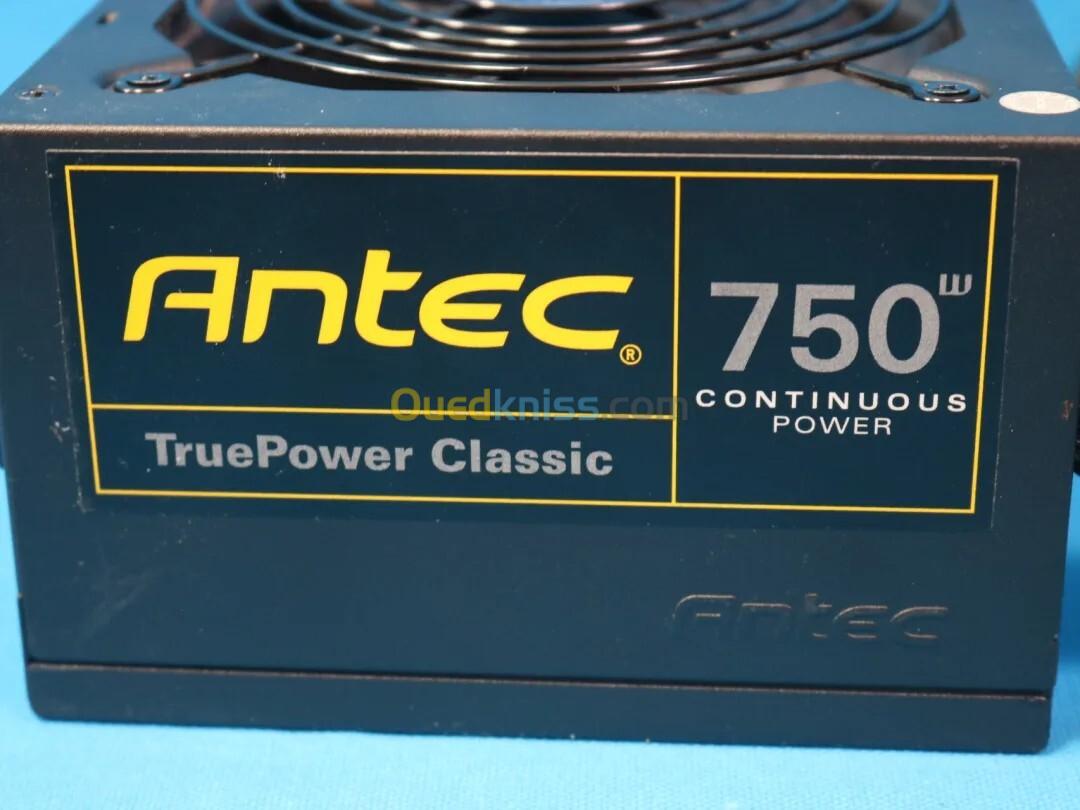 Antec®
TruePower Classic
750W
CONTINUOUS
POWER
Ouedkniss.com
Antec